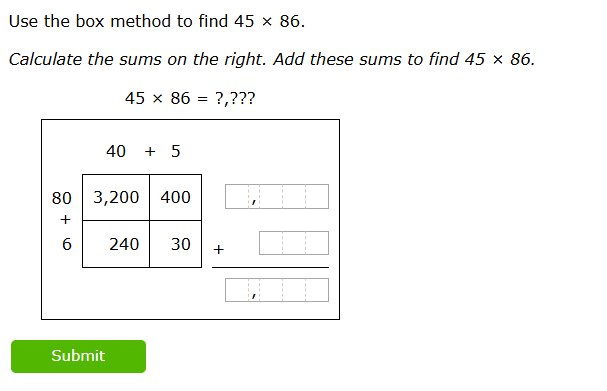 Use the box method to find 45 × 86.
Calculate the sums on the right. Add these sums to find 45 × 86.
45 × 86 = ?,???
40 + 5
80 3,200 400 ,
+
6 240 30 +
,
Submit